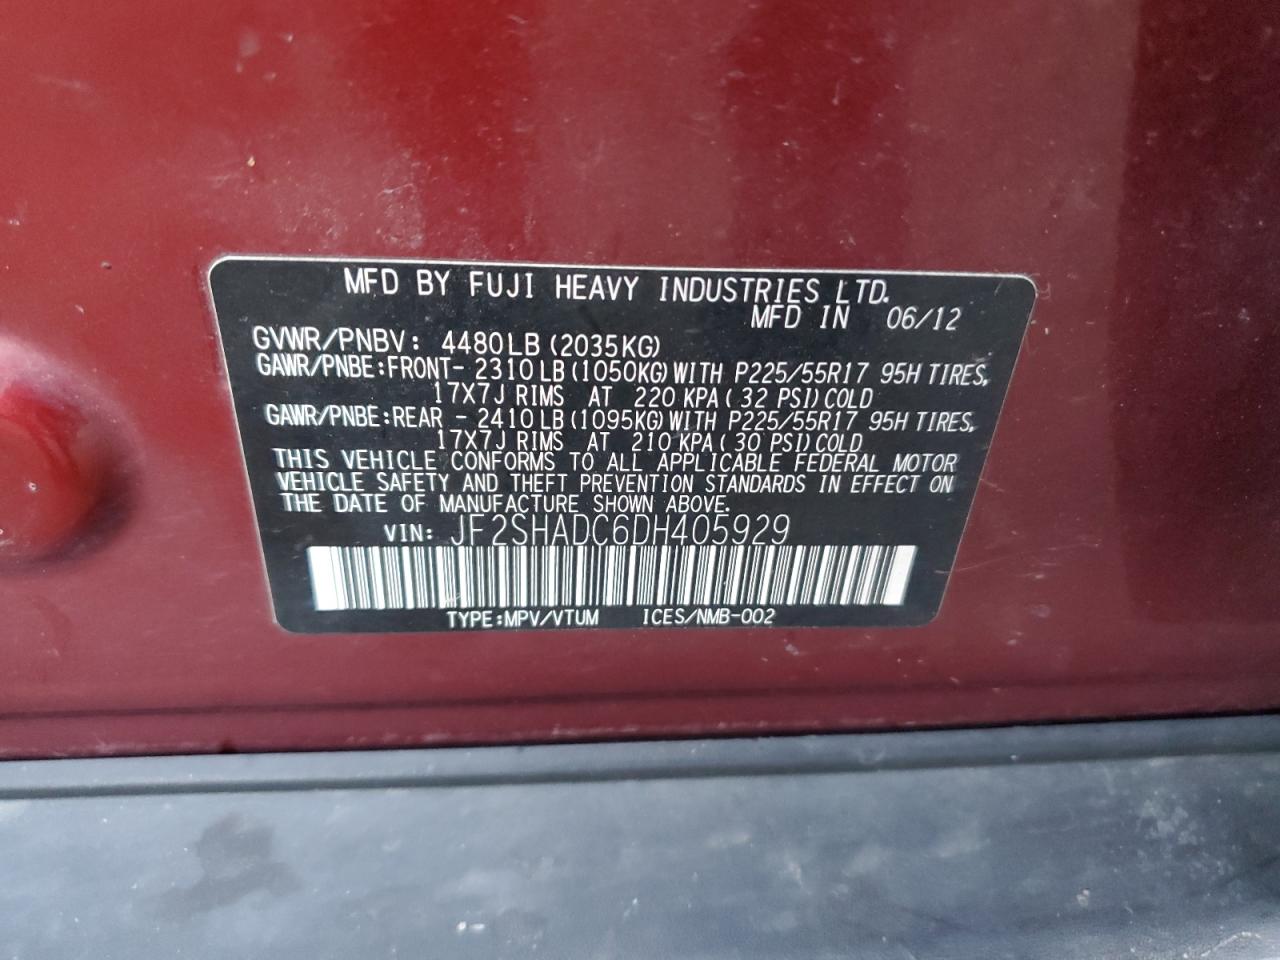 MFD BY FUJI HEAVY INDUSTRIES LTD.
MFD IN 06/12
GVWR/PNBV: 4480LB (2035KG)
GAWR/PNBE:FRONT- 2310LB(1050KG)WITH P225/55R17 95H TIRES,
17X7J RIMS AT 220 KPA(32 PSI)COLD
GAWR/PNBE:REAR - 2410LB(1095KG)WITH P225/55R17 95H TIRES,
17X7J RIMS AT 210 KPA(30 PSI)COLD
THIS VEHICLE CONFORMS TO ALL APPLICABLE FEDERAL MOTOR
VEHICLE SAFETY AND THEFT PREVENTION STANDARDS IN EFFECT ON
THE DATE OF MANUFACTURE SHOWN ABOVE.
VIN: JF2SHADC6DH405929
TYPE:MPV/VTUM ICES/NMB-002